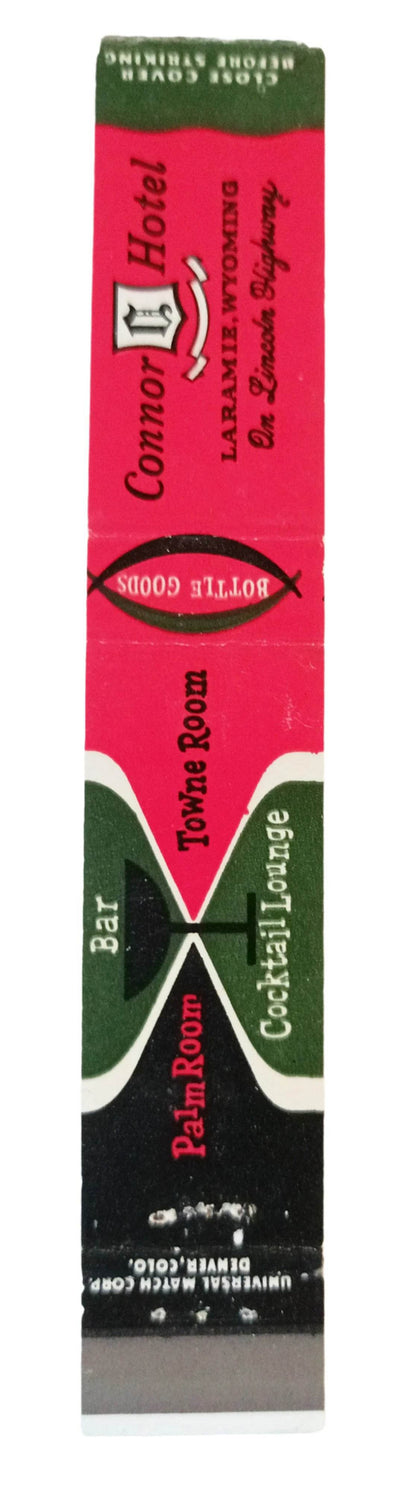 CLOSE COVER
BEFORE STRIKING
Connor Hotel
LARAMIE, WYOMING
On Lincoln Highway
BOTTLE GOODS
Towne Room
Bar
Cocktail Lounge
Palm Room
UNIVERSAL MATCH CORP.
DENVER, COLO.